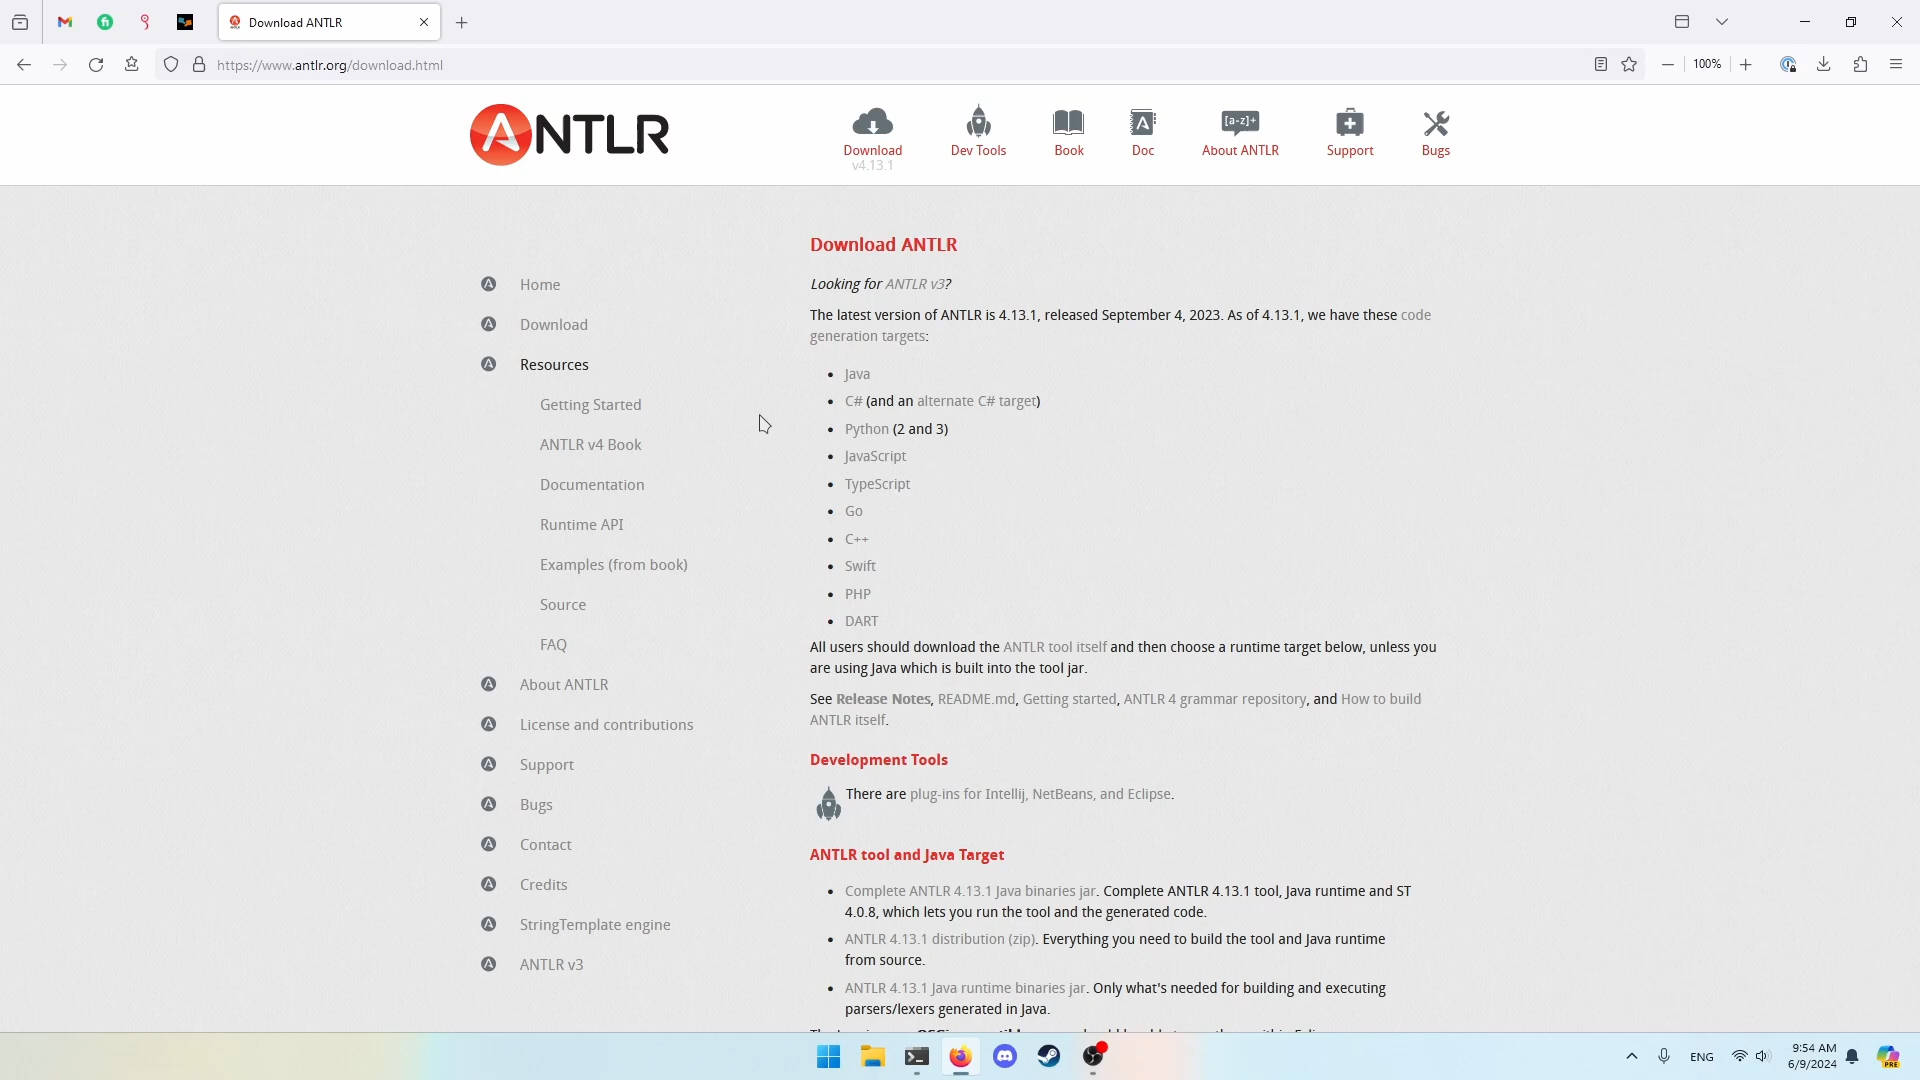 Download ANTLR
https://www.antlr.org/download.html
100%
ANTLR
Download
v4.13.1
Dev Tools
Book
Doc
[a-z]+
About ANTLR
Support
Bugs
Home
Download
Resources
Getting Started
ANTLR v4 Book
Documentation
Runtime API
Examples (from book)
Source
FAQ
About ANTLR
License and contributions
Support
Bugs
Contact
Credits
StringTemplate engine
ANTLR v3
Download ANTLR
Looking for ANTLR v3?
The latest version of ANTLR is 4.13.1, released September 4, 2023. As of 4.13.1, we have these code
generation targets:
Java
C# (and an alternate C# target)
Python (2 and 3)
JavaScript
TypeScript
Go
C++
Swift
PHP
DART
All users should download the ANTLR tool itself and then choose a runtime target below, unless you
are using Java which is built into the tool jar.
See Release Notes, README.md, Getting started, ANTLR 4 grammar repository, and How to build
ANTLR itself.
Development Tools
There are plug-ins for Intellij, NetBeans, and Eclipse.
ANTLR tool and Java Target
Complete ANTLR 4.13.1 Java binaries jar. Complete ANTLR 4.13.1 tool, Java runtime and ST
4.0.8, which lets you run the tool and the generated code.
ANTLR 4.13.1 distribution (zip). Everything you need to build the tool and Java runtime
from source.
ANTLR 4.13.1 Java runtime binaries jar. Only what's needed for building and executing
parsers/lexers generated in Java.
ENG
9:54 AM
6/9/2024
PRE